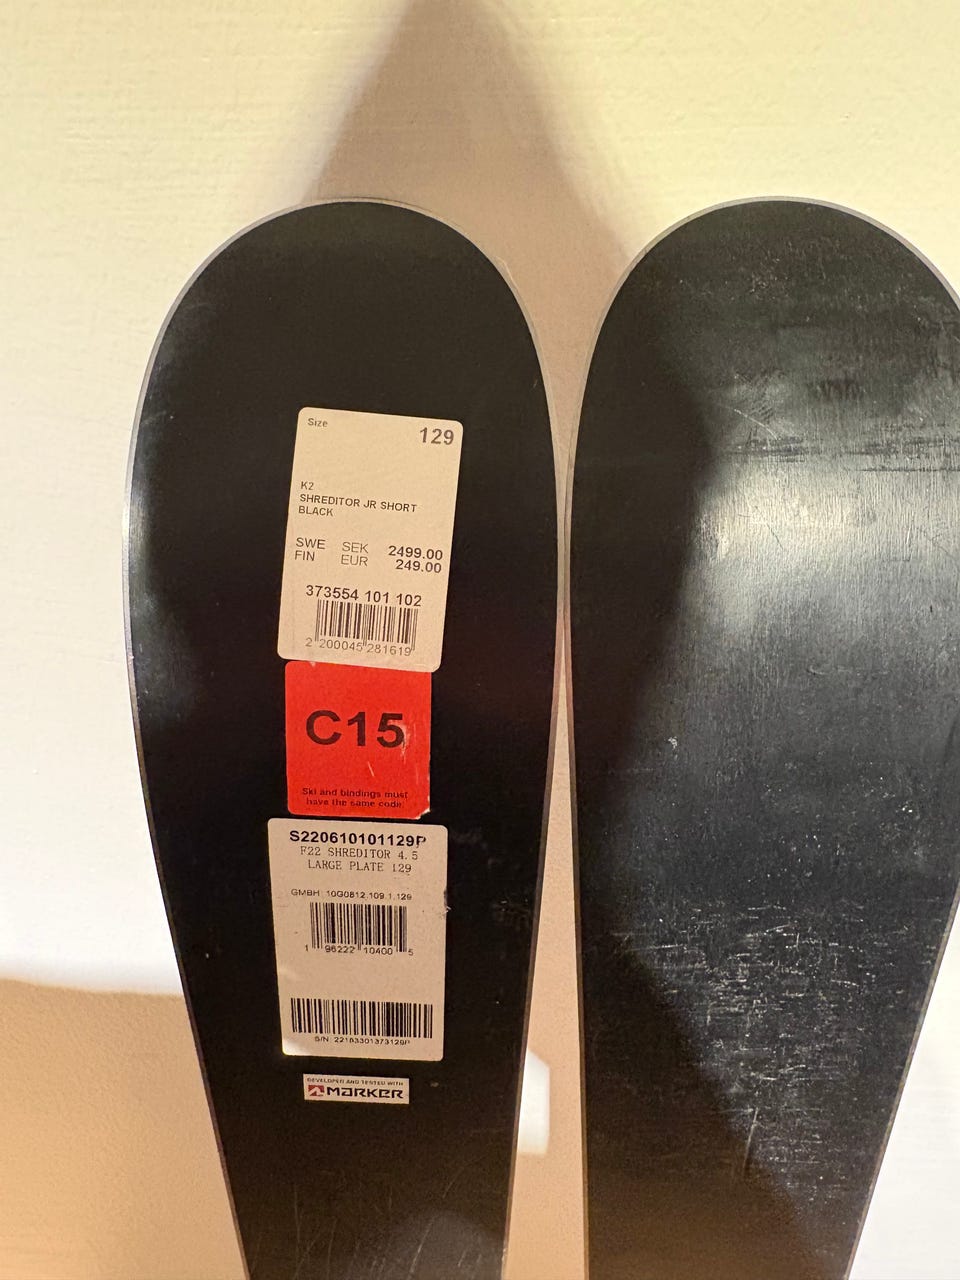 Size
129
K2
SHREDITOR JR SHORT
BLACK
SWE SEK 2499.00
FIN EUR 249.00
373554 101 102
2 200045 281619
C15
Ski and bindings must
have the same code.
S220610101129P
F22 SHREDITOR 4.5
LARGE PLATE 129
GMBH: 10G0812.109.1.129
1 96222 10400 5
S/N 22163301373129P
DEVELOPED AND TESTED WITH
MARKER